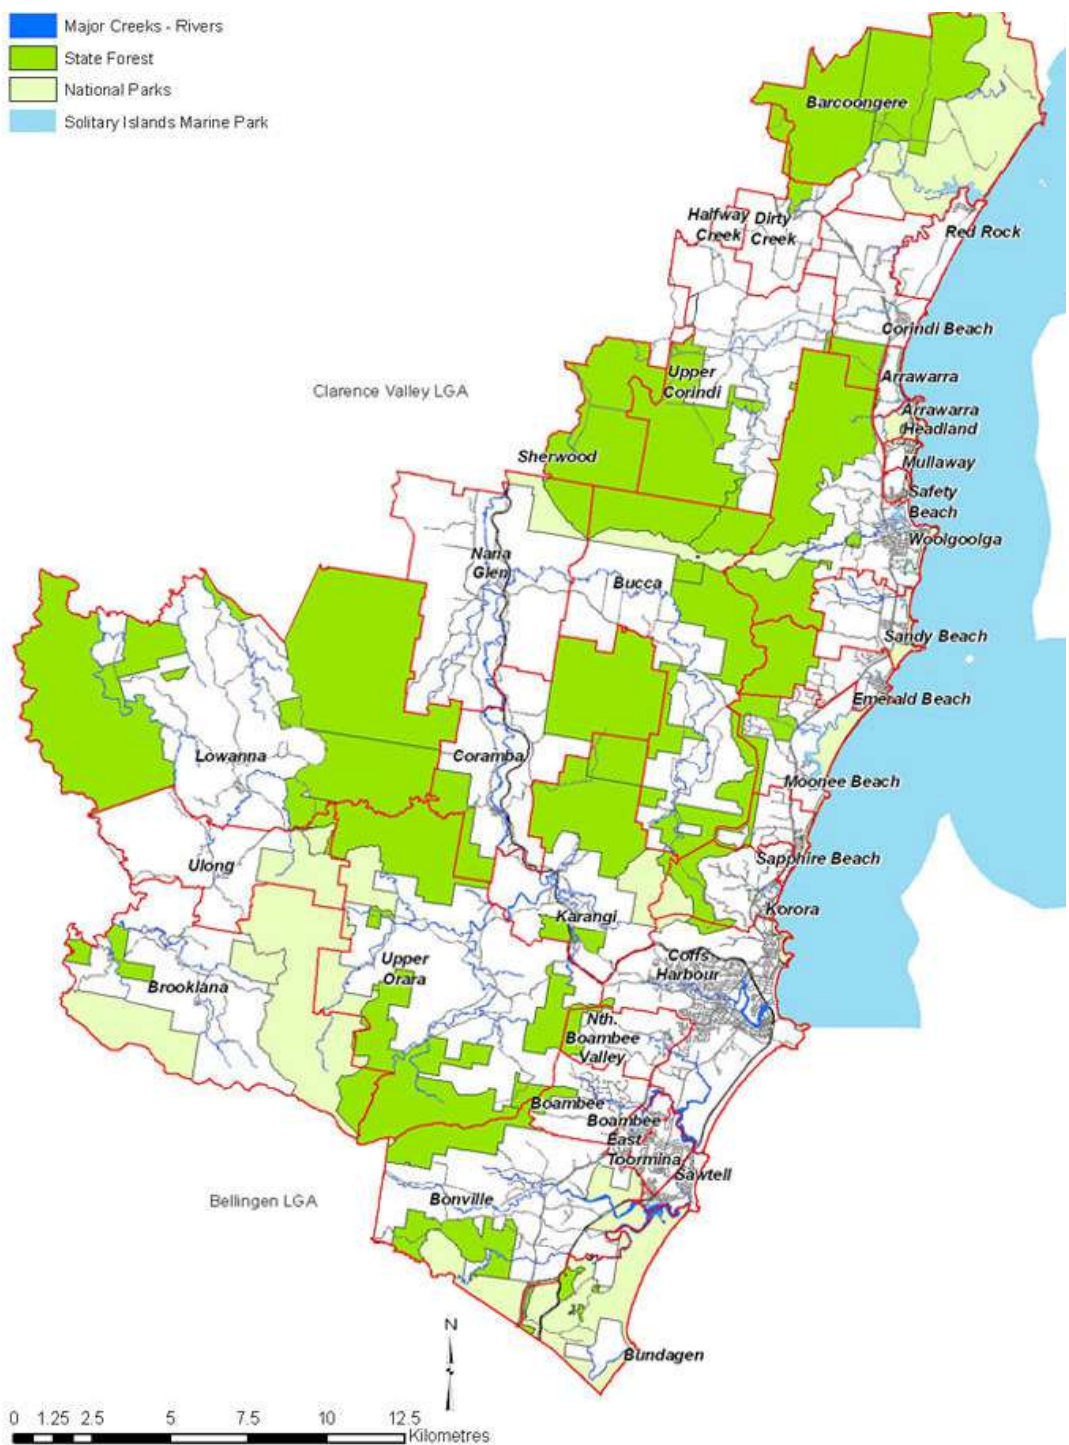 Major Creeks - Rivers
State Forest
National Parks
Solitary Islands Marine Park
Barcoongere
Halfway
Creek
Dirty
Creek
Red Rock
Corindi Beach
Clarence Valley LGA
Upper
Corindi
Arrawarra
Arrawarra
Headland
Sherwood
Mullaway
Safety
Beach
Woolgoolga
Nana
Glen
Bucca
Sandy Beach
Emerald Beach
Lowanna
Coramba
Moonee Beach
Sapphire Beach
Ulong
Karangi
Korora
Upper
Orara
Coffs
Harbour
Brooklana
Nth.
Boambee
Valley
Boambee
Boambee
East
Toormina
Sawtell
Bonville
Bellingen LGA
Bundagen
N
0 1.25 2.5 5 7.5 10 12.5
Kilometres